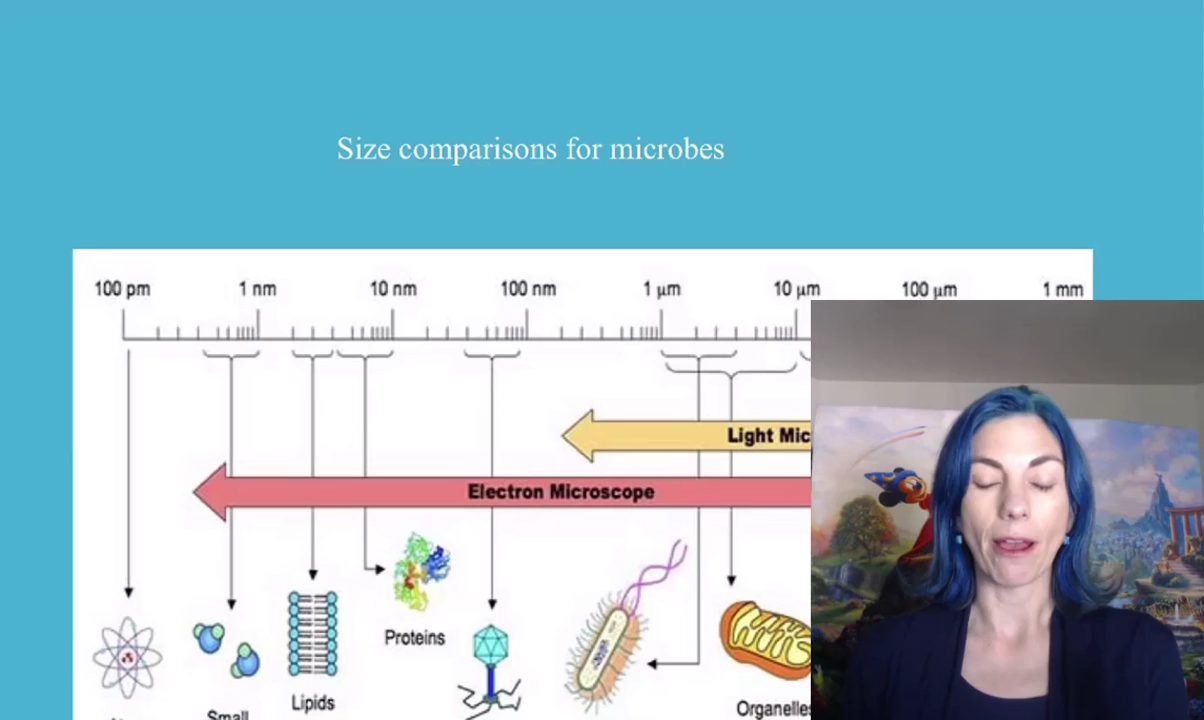 Size comparisons for microbes
100 pm 1 nm 10 nm 100 nm 1 μm 10 μm 100 μm 1 mm
Light Mic
Electron Microscope
Proteins
Lipids
Organelles
Small